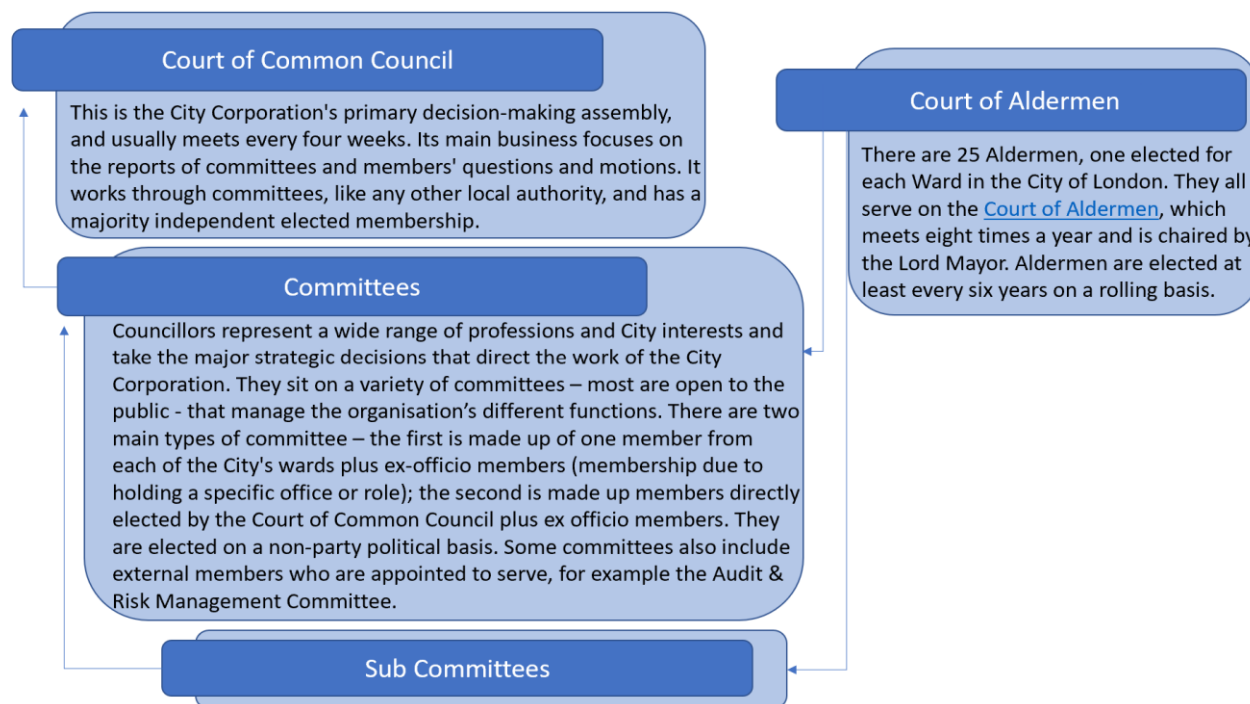 Court of Common Council
This is the City Corporation's primary decision-making assembly,
and usually meets every four weeks. Its main business focuses on
the reports of committees and members' questions and motions. It
works through committees, like any other local authority, and has a
majority independent elected membership.
Committees
Councillors represent a wide range of professions and City interests and
take the major strategic decisions that direct the work of the City
Corporation. They sit on a variety of committees – most are open to the
public - that manage the organisation’s different functions. There are two
main types of committee – the first is made up of one member from
each of the City's wards plus ex-officio members (membership due to
holding a specific office or role); the second is made up members directly
elected by the Court of Common Council plus ex officio members. They
are elected on a non-party political basis. Some committees also include
external members who are appointed to serve, for example the Audit &
Risk Management Committee.
Sub Committees
Court of Aldermen
There are 25 Aldermen, one elected for
each Ward in the City of London. They all
serve on the Court of Aldermen, which
meets eight times a year and is chaired by
the Lord Mayor. Aldermen are elected at
least every six years on a rolling basis.